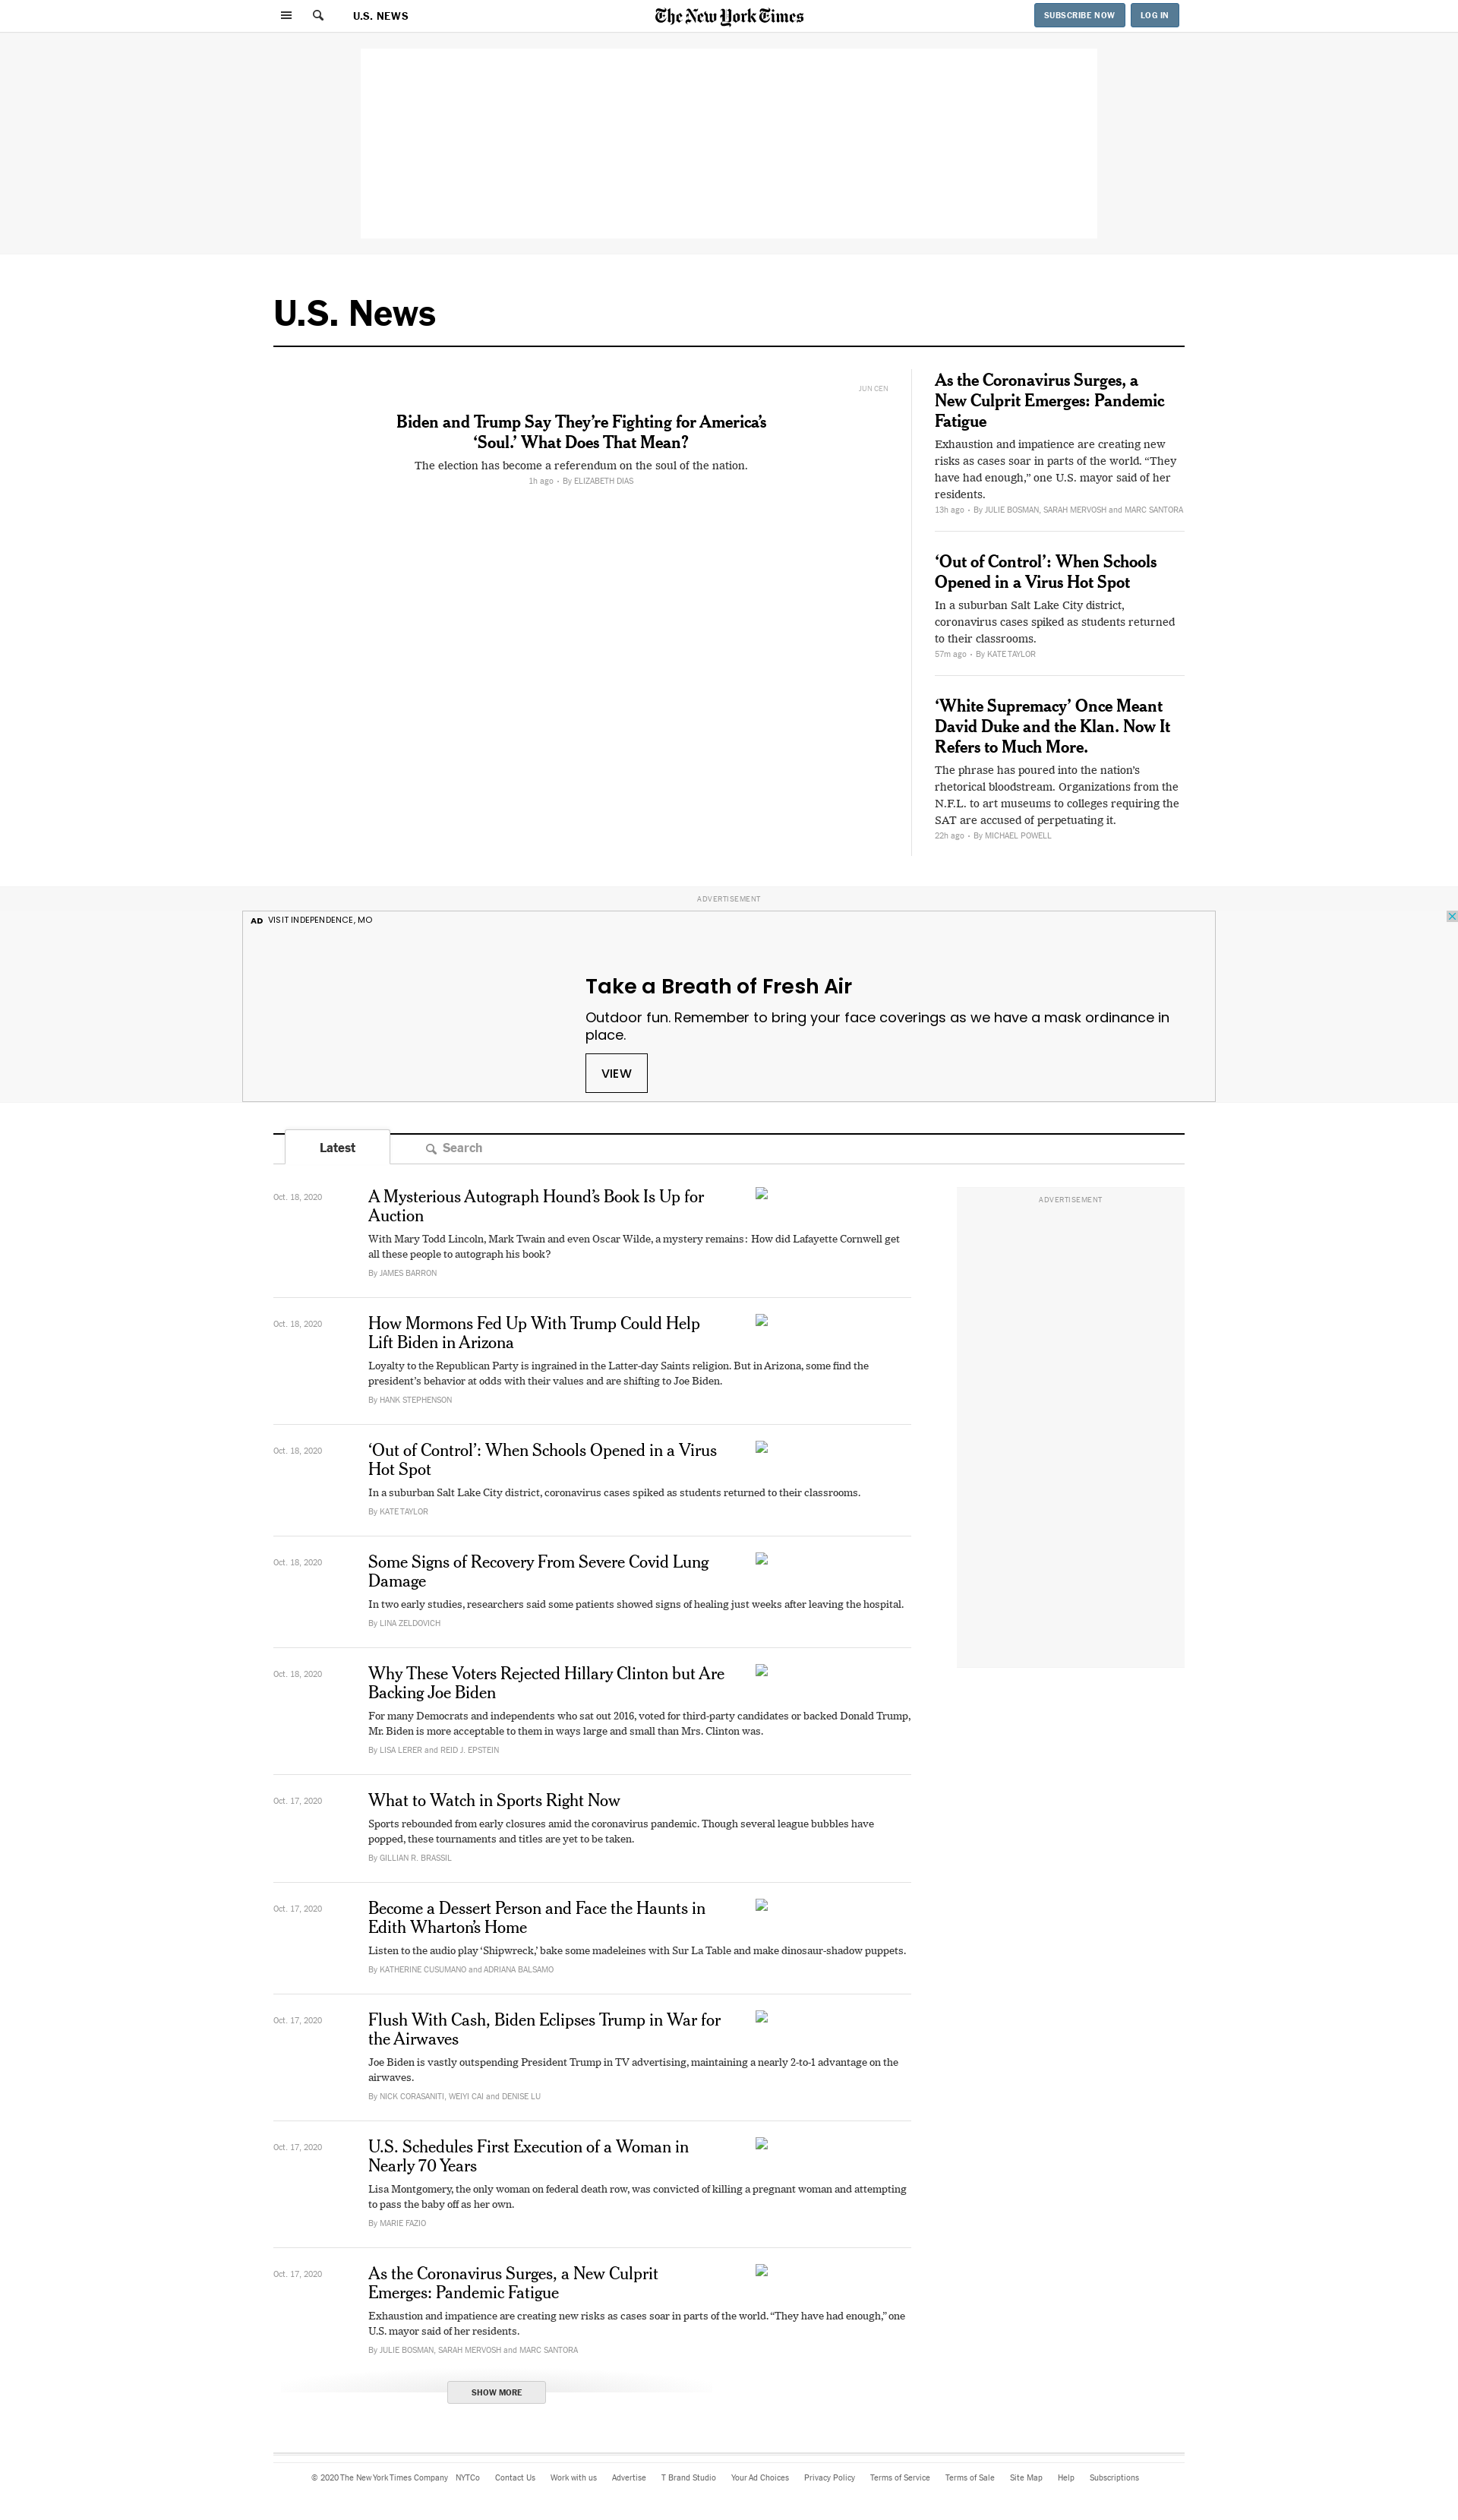 U.S. NEWS
The New York Times
SUBSCRIBE NOW
LOG IN
U.S. News
JUN CEN
Biden and Trump Say They’re Fighting for America’s
‘Soul.’ What Does That Mean?
The election has become a referendum on the soul of the nation.
1h ago • By ELIZABETH DIAS
As the Coronavirus Surges, a
New Culprit Emerges: Pandemic
Fatigue
Exhaustion and impatience are creating new
risks as cases soar in parts of the world. “They
have had enough,” one U.S. mayor said of her
residents.
13h ago • By JULIE BOSMAN, SARAH MERVOSH and MARC SANTORA
‘Out of Control’: When Schools
Opened in a Virus Hot Spot
In a suburban Salt Lake City district,
coronavirus cases spiked as students returned
to their classrooms.
57m ago • By KATE TAYLOR
‘White Supremacy’ Once Meant
David Duke and the Klan. Now It
Refers to Much More.
The phrase has poured into the nation’s
rhetorical bloodstream. Organizations from the
N.F.L. to art museums to colleges requiring the
SAT are accused of perpetuating it.
22h ago • By MICHAEL POWELL
ADVERTISEMENT
AD VISIT INDEPENDENCE, MO
Take a Breath of Fresh Air
Outdoor fun. Remember to bring your face coverings as we have a mask ordinance in
place.
VIEW
Latest
Search
ADVERTISEMENT
Oct. 18, 2020
A Mysterious Autograph Hound’s Book Is Up for
Auction
With Mary Todd Lincoln, Mark Twain and even Oscar Wilde, a mystery remains: How did Lafayette Cornwell get
all these people to autograph his book?
By JAMES BARRON
Oct. 18, 2020
How Mormons Fed Up With Trump Could Help
Lift Biden in Arizona
Loyalty to the Republican Party is ingrained in the Latter-day Saints religion. But in Arizona, some find the
president’s behavior at odds with their values and are shifting to Joe Biden.
By HANK STEPHENSON
Oct. 18, 2020
‘Out of Control’: When Schools Opened in a Virus
Hot Spot
In a suburban Salt Lake City district, coronavirus cases spiked as students returned to their classrooms.
By KATE TAYLOR
Oct. 18, 2020
Some Signs of Recovery From Severe Covid Lung
Damage
In two early studies, researchers said some patients showed signs of healing just weeks after leaving the hospital.
By LINA ZELDOVICH
Oct. 18, 2020
Why These Voters Rejected Hillary Clinton but Are
Backing Joe Biden
For many Democrats and independents who sat out 2016, voted for third-party candidates or backed Donald Trump,
Mr. Biden is more acceptable to them in ways large and small than Mrs. Clinton was.
By LISA LERER and REID J. EPSTEIN
Oct. 17, 2020
What to Watch in Sports Right Now
Sports rebounded from early closures amid the coronavirus pandemic. Though several league bubbles have
popped, these tournaments and titles are yet to be taken.
By GILLIAN R. BRASSIL
Oct. 17, 2020
Become a Dessert Person and Face the Haunts in
Edith Wharton’s Home
Listen to the audio play ‘Shipwreck,’ bake some madeleines with Sur La Table and make dinosaur-shadow puppets.
By KATHERINE CUSUMANO and ADRIANA BALSAMO
Oct. 17, 2020
Flush With Cash, Biden Eclipses Trump in War for
the Airwaves
Joe Biden is vastly outspending President Trump in TV advertising, maintaining a nearly 2-to-1 advantage on the
airwaves.
By NICK CORASANITI, WEIYI CAI and DENISE LU
Oct. 17, 2020
U.S. Schedules First Execution of a Woman in
Nearly 70 Years
Lisa Montgomery, the only woman on federal death row, was convicted of killing a pregnant woman and attempting
to pass the baby off as her own.
By MARIE FAZIO
Oct. 17, 2020
As the Coronavirus Surges, a New Culprit
Emerges: Pandemic Fatigue
Exhaustion and impatience are creating new risks as cases soar in parts of the world. “They have had enough,” one
U.S. mayor said of her residents.
By JULIE BOSMAN, SARAH MERVOSH and MARC SANTORA
SHOW MORE
© 2020 The New York Times Company NYTCo Contact Us Work with us Advertise T Brand Studio Your Ad Choices Privacy Policy Terms of Service Terms of Sale Site Map Help Subscriptions